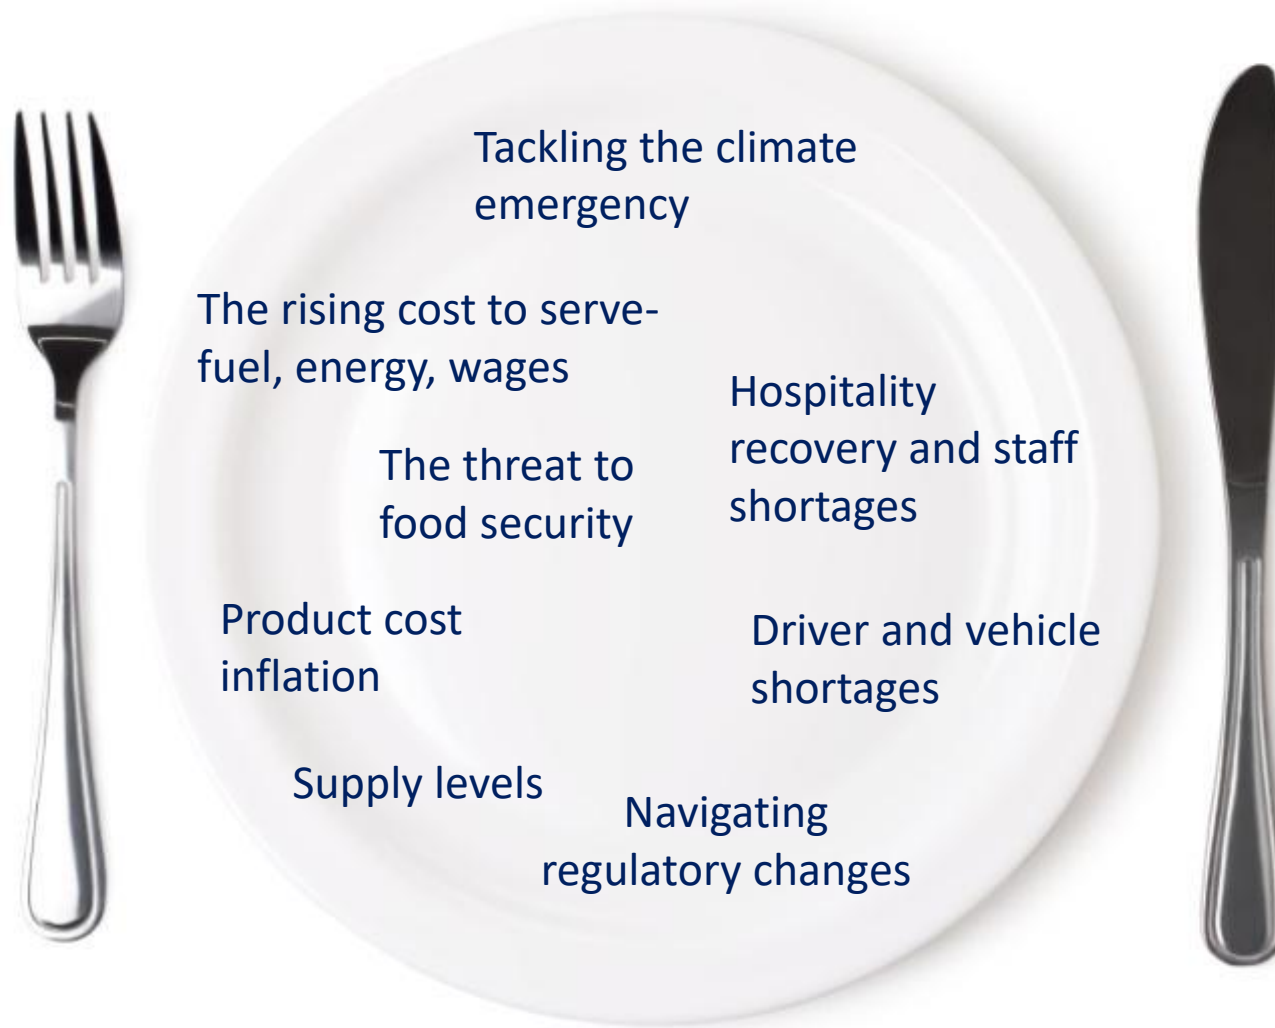 Tackling the climate
emergency
The rising cost to serve-
fuel, energy, wages
Hospitality
recovery and staff
shortages
The threat to
food security
Product cost
inflation
Driver and vehicle
shortages
Supply levels
Navigating
regulatory changes